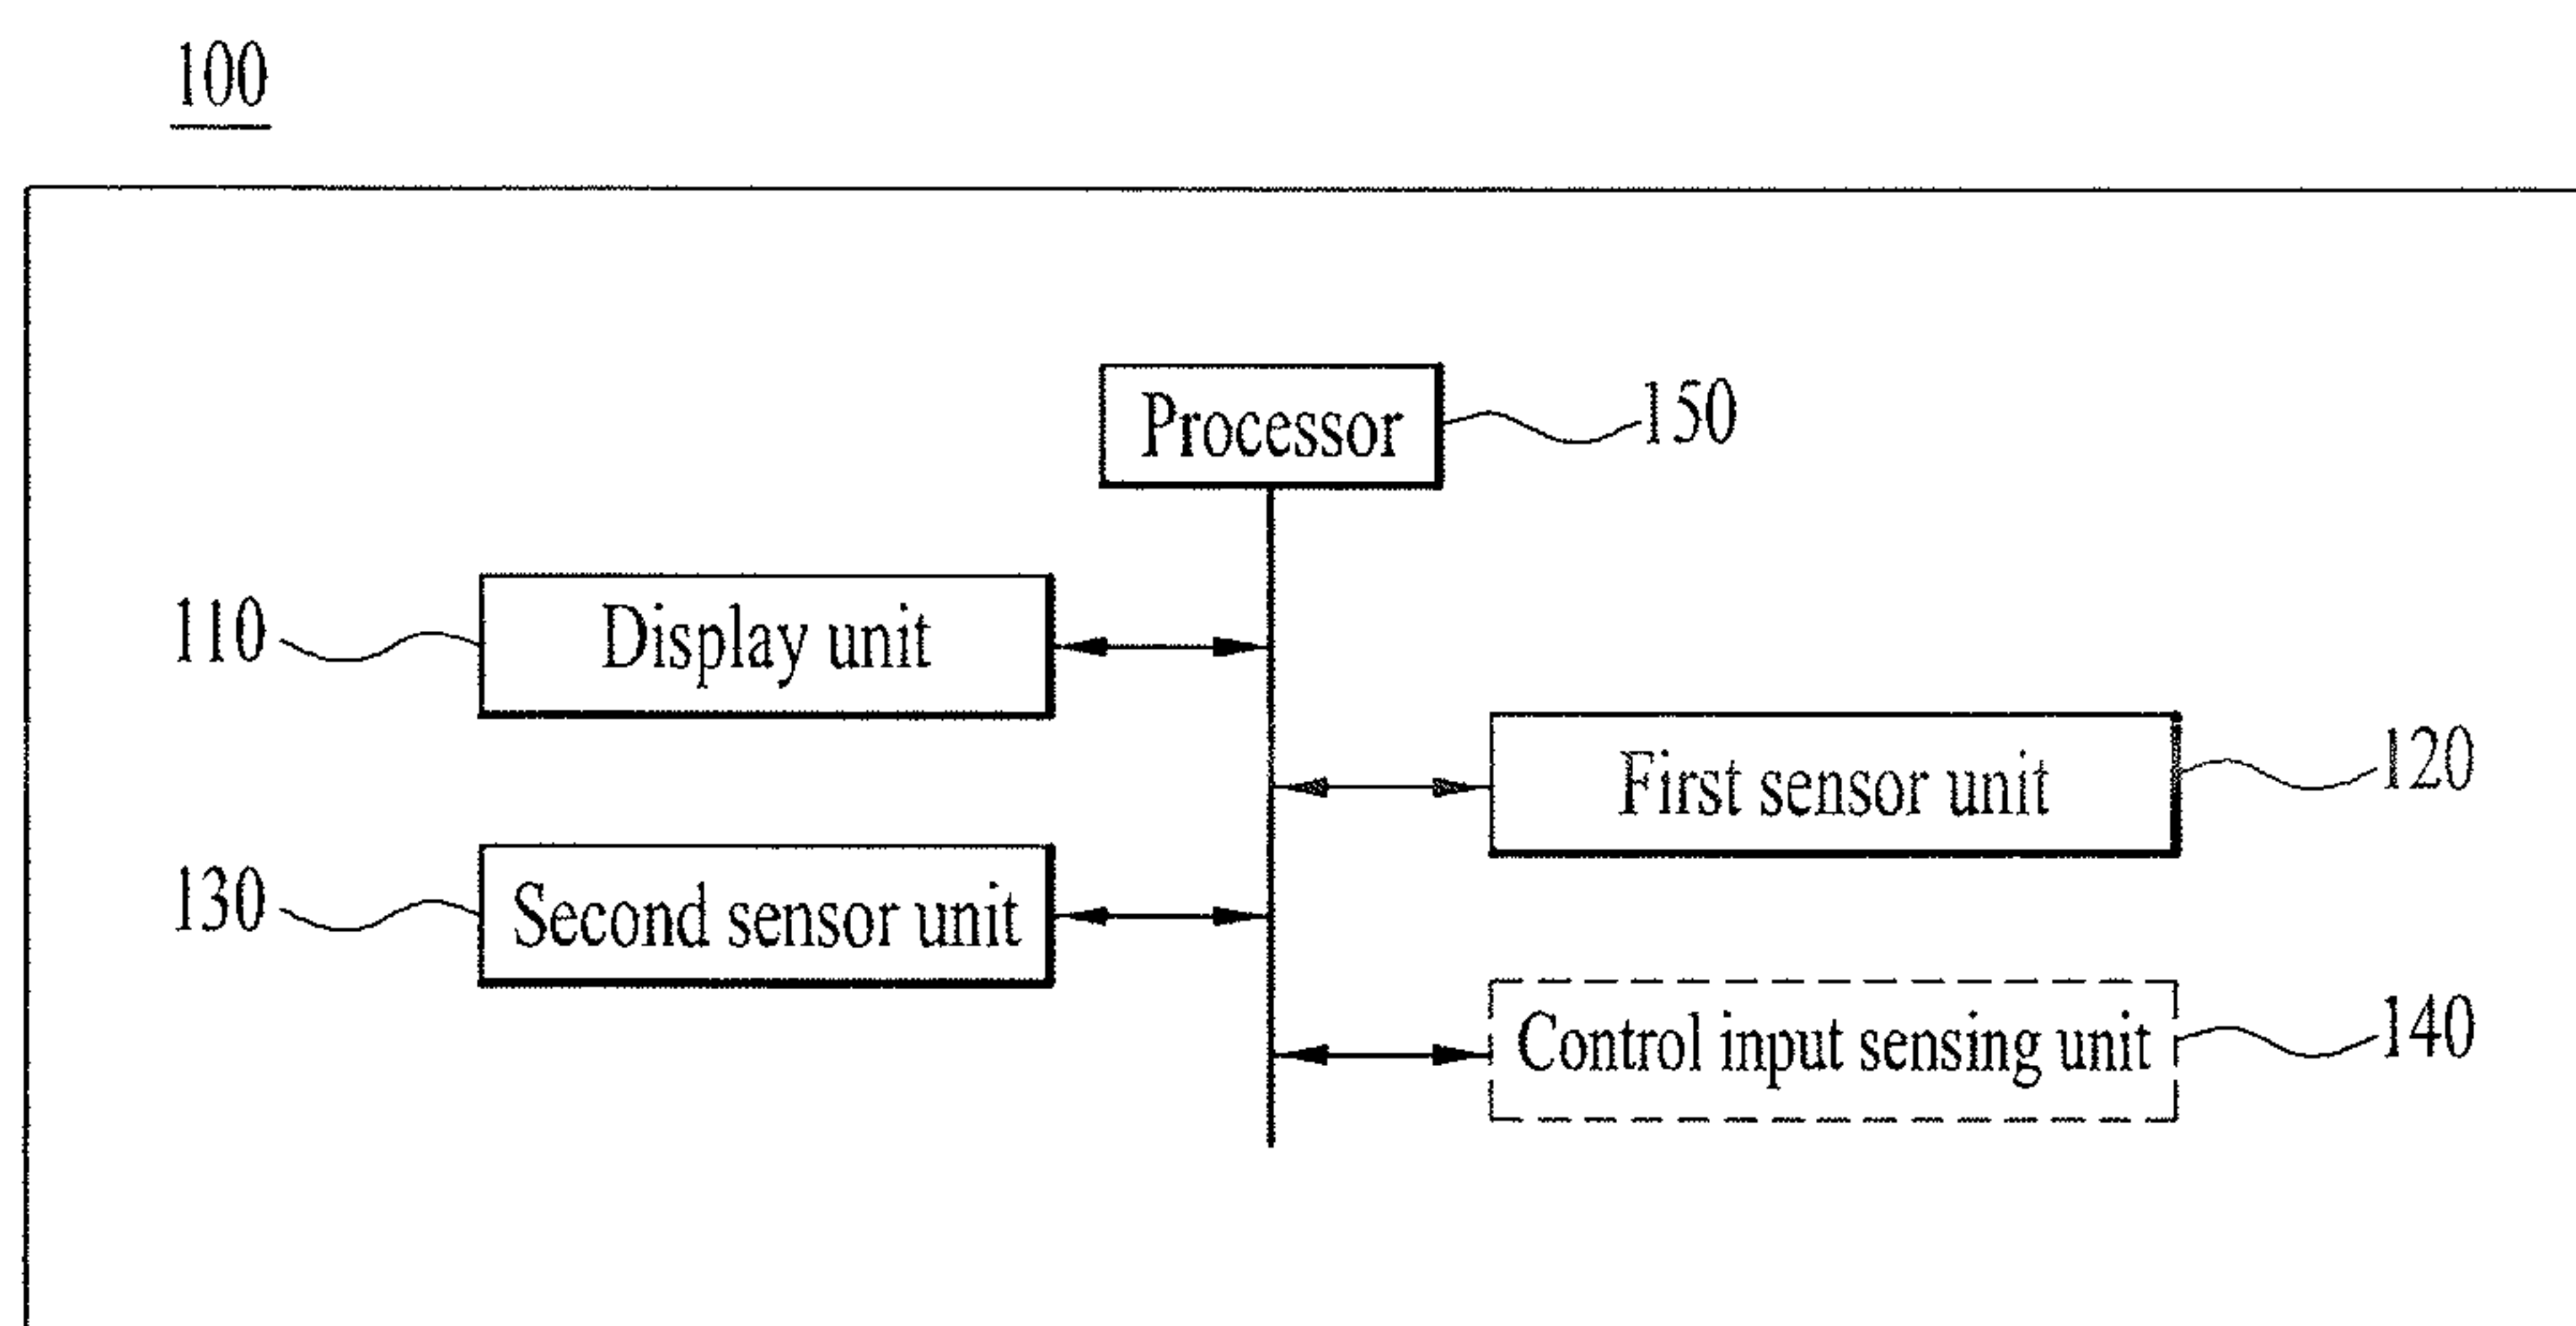 100
Processor
150
110
Display unit
First sensor unit
120
130
Second sensor unit
Control input sensing unit
140